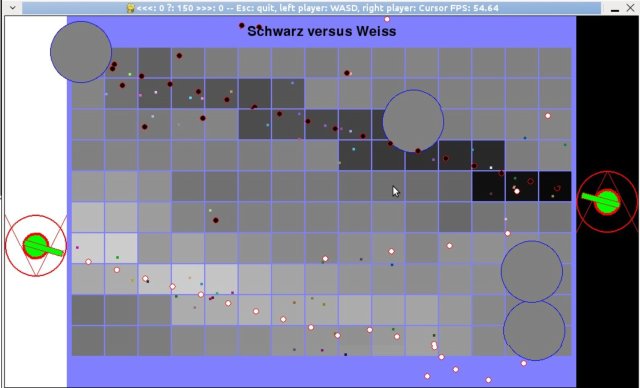 <<<: 0 ?: 150 >>>: 0 -- Esc: quit, left player: WASD, right player: Cursor FPS: 54.64
Schwarz versus Weiss